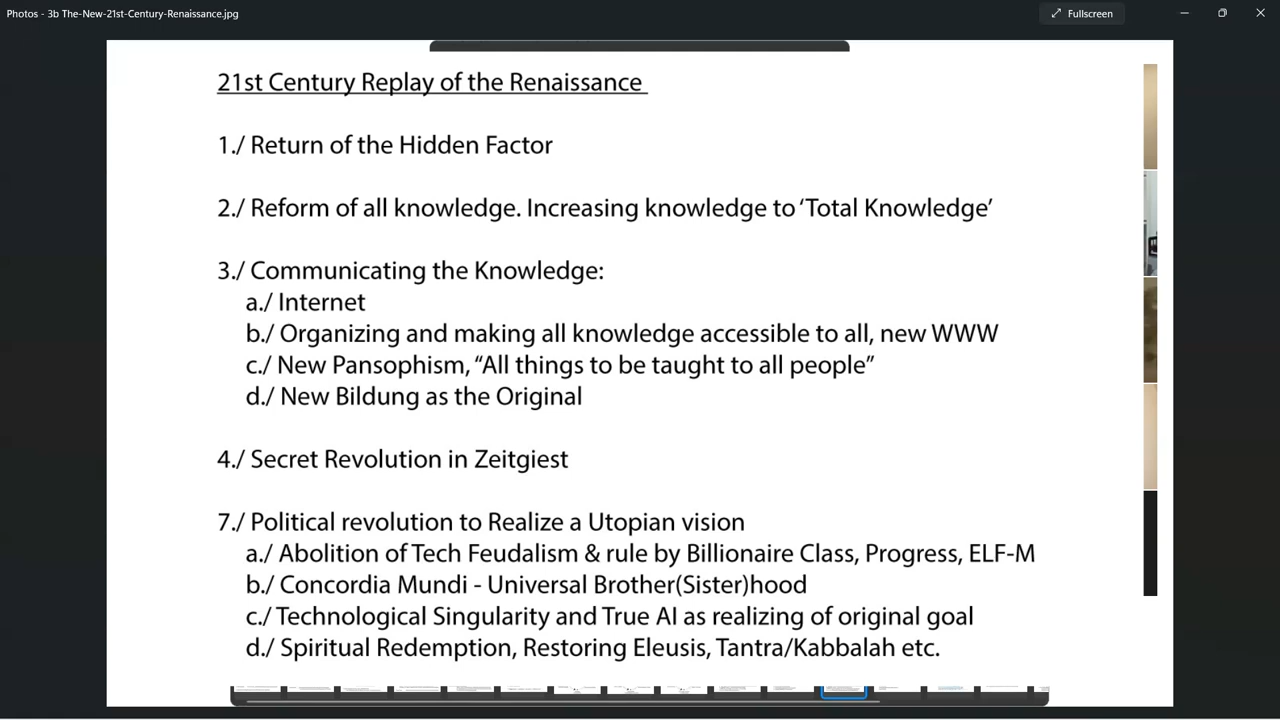 Photos - 3b The-New-21st-Century-Renaissance.jpg
Fullscreen
21st Century Replay of the Renaissance
1./ Return of the Hidden Factor
2./ Reform of all knowledge. Increasing knowledge to ‘Total Knowledge’
3./ Communicating the Knowledge:
a./ Internet
b./ Organizing and making all knowledge accessible to all, new WWW
c./ New Pansophism, “All things to be taught to all people”
d./ New Bildung as the Original
4./ Secret Revolution in Zeitgiest
7./ Political revolution to Realize a Utopian vision
a./ Abolition of Tech Feudalism & rule by Billionaire Class, Progress, ELF-M
b./ Concordia Mundi - Universal Brother(Sister)hood
c./ Technological Singularity and True AI as realizing of original goal
d./ Spiritual Redemption, Restoring Eleusis, Tantra/Kabbalah etc.